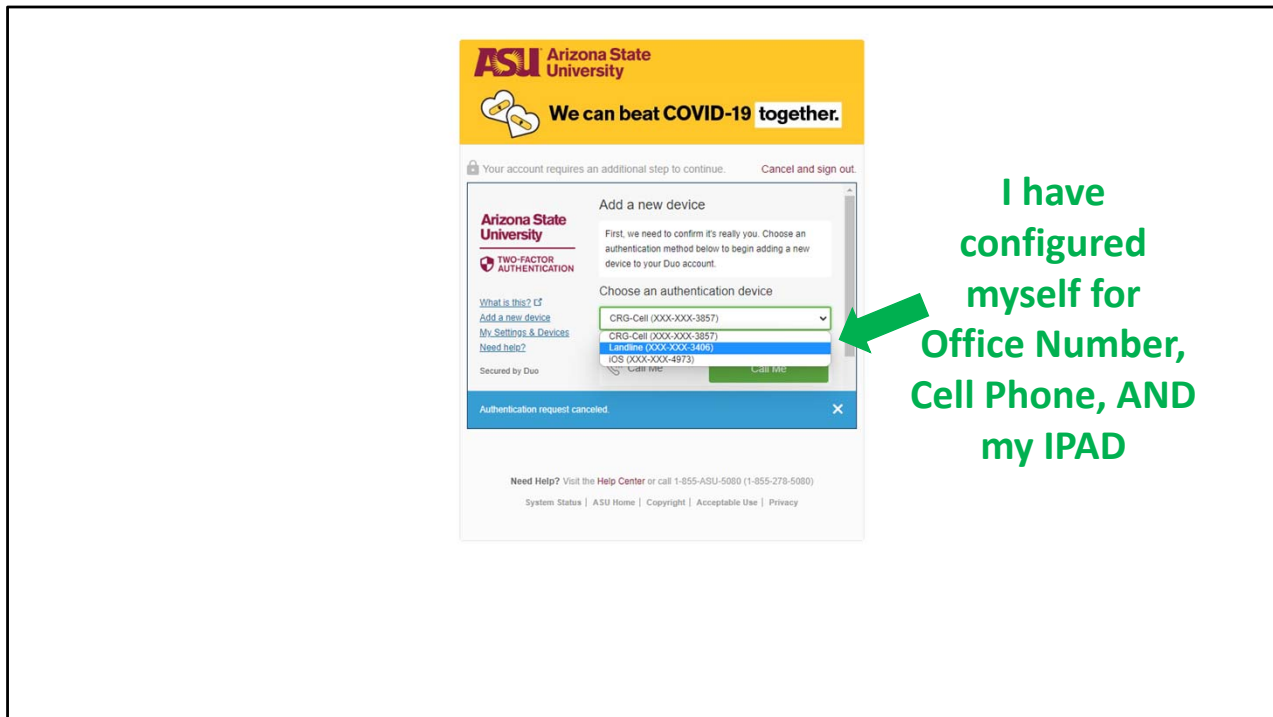 ASU Arizona State
University
We can beat COVID-19 together.
Your account requires an additional step to continue. Cancel and sign out.
Arizona State
University
TWO-FACTOR
AUTHENTICATION
What is this?
Add a new device
My Settings & Devices
Need help?
Secured by Duo
Add a new device
First, we need to confirm it's really you. Choose an
authentication method below to begin adding a new
device to your Duo account.
Choose an authentication device
CRG-Cell (XXX-XXX-3857)
CRG-Cell (XXX-XXX-3857)
Landline (XXX-XXX-3406)
iOS (XXX-XXX-4973)
Call Me Call Me
Authentication request canceled.
Need Help? Visit the Help Center or call 1-855-ASU-5080 (1-855-278-5080)
System Status | ASU Home | Copyright | Acceptable Use | Privacy
I have
configured
myself for
Office Number,
Cell Phone, AND
my IPAD